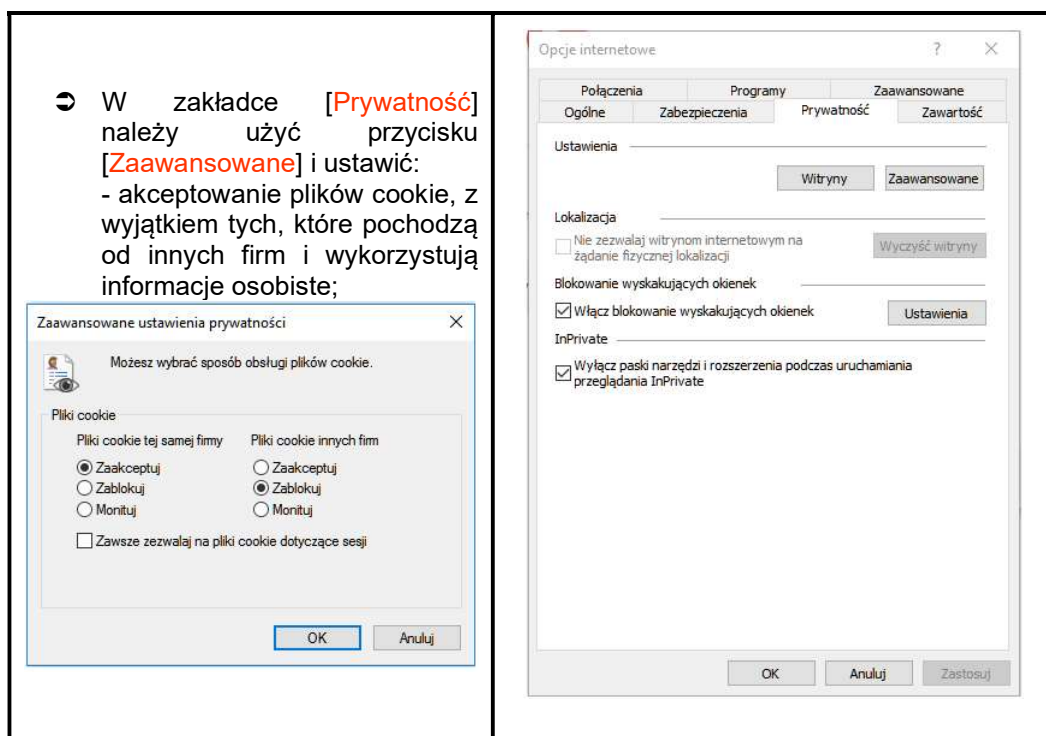 ➲ W zakładce [Prywatność]
należy użyć przycisku
[Zaawansowane] i ustawić:
- akceptowanie plików cookie, z
wyjątkiem tych, które pochodzą
od innych firm i wykorzystują
informacje osobiste;
Zaawansowane ustawienia prywatności
Możesz wybrać sposób obsługi plików cookie.
Pliki cookie
Pliki cookie tej samej firmy Pliki cookie innych firm
Zaakceptuj Zaakceptuj
Zablokuj Zablokuj
Monituj Monituj
Zawsze zezwalaj na pliki cookie dotyczące sesji
OK Anuluj
Opcje internetowe ?
Połączenia Programy Zaawansowane
Ogólne Zabezpieczenia Prywatność Zawartość
Ustawienia
Witryny Zaawansowane
Lokalizacja
Nie zezwalaj witrynom internetowym na
żądanie fizycznej lokalizacji
Wyczyść witryny
Blokowanie wyskakujących okienek
Włącz blokowanie wyskakujących okienek Ustawienia
InPrivate
Wyłącz paski narzędzi i rozszerzenia podczas uruchamiania
przeglądania InPrivate
OK Anuluj Zastosuj